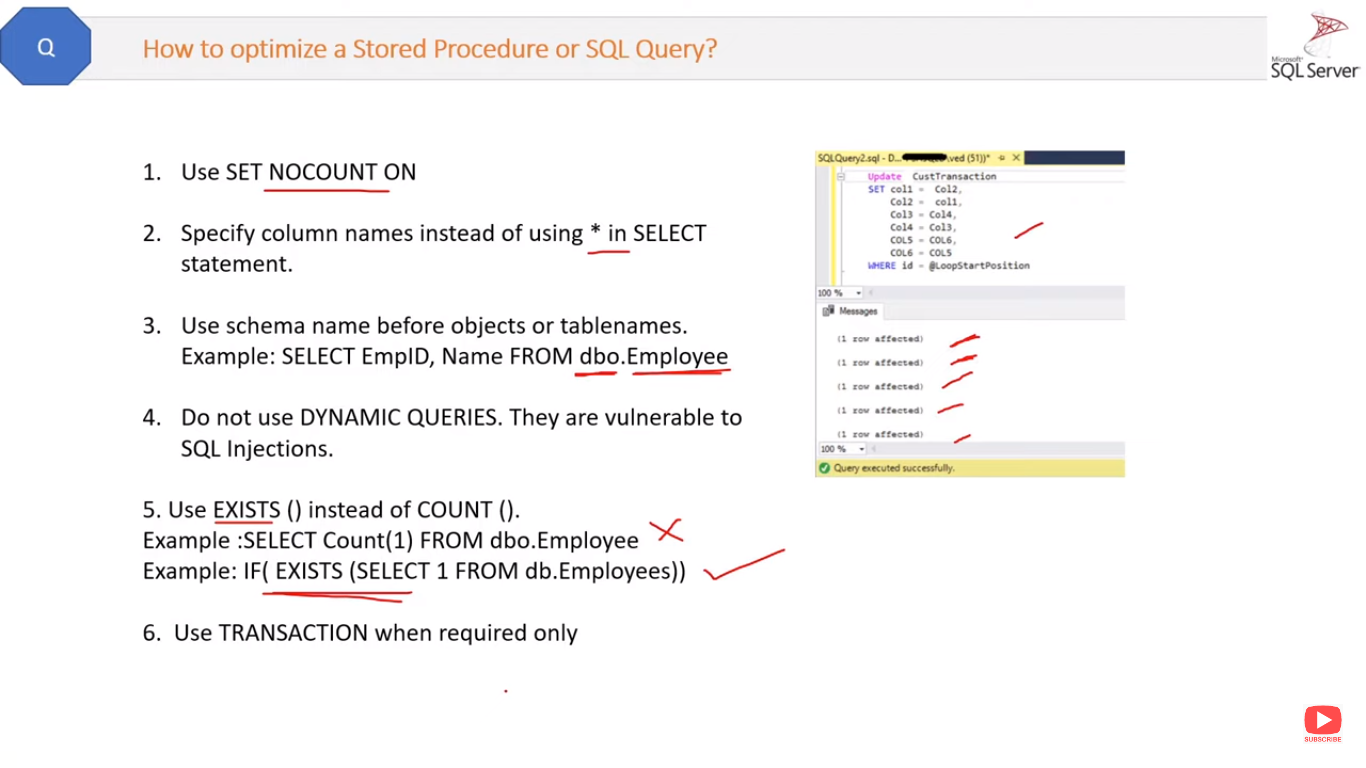 Q
How to optimize a Stored Procedure or SQL Query?
Microsoft®
SQL Server
1. Use SET NOCOUNT ON
2. Specify column names instead of using * in SELECT
statement.
3. Use schema name before objects or tablenames.
Example: SELECT EmpID, Name FROM dbo.Employee
4. Do not use DYNAMIC QUERIES. They are vulnerable to
SQL Injections.
5. Use EXISTS () instead of COUNT ().
Example :SELECT Count(1) FROM dbo.Employee
Example: IF( EXISTS (SELECT 1 FROM db.Employees))
6. Use TRANSACTION when required only
SQLQuery2.sql - D... \ved (51))*
Update CustTransaction
SET col1 = Col2,
Col2 = col1,
Col3 = Col4,
Col4 = Col3,
COL5 = COL6,
COL6 = COL5
WHERE id = @LoopStartPosition
100 %
Messages
(1 row affected)
(1 row affected)
(1 row affected)
(1 row affected)
(1 row affected)
100 %
Query executed successfully.
SUBSCRIBE